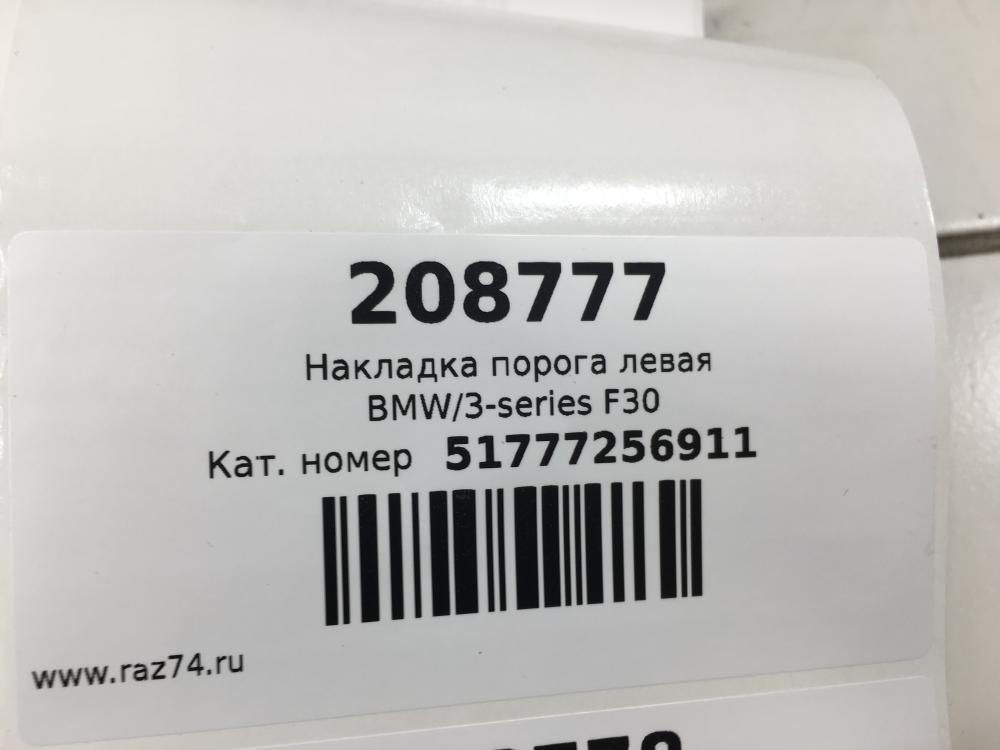 208777
Накладка порога левая
BMW/3-series F30
Кат. номер 51777256911
www.raz74.ru